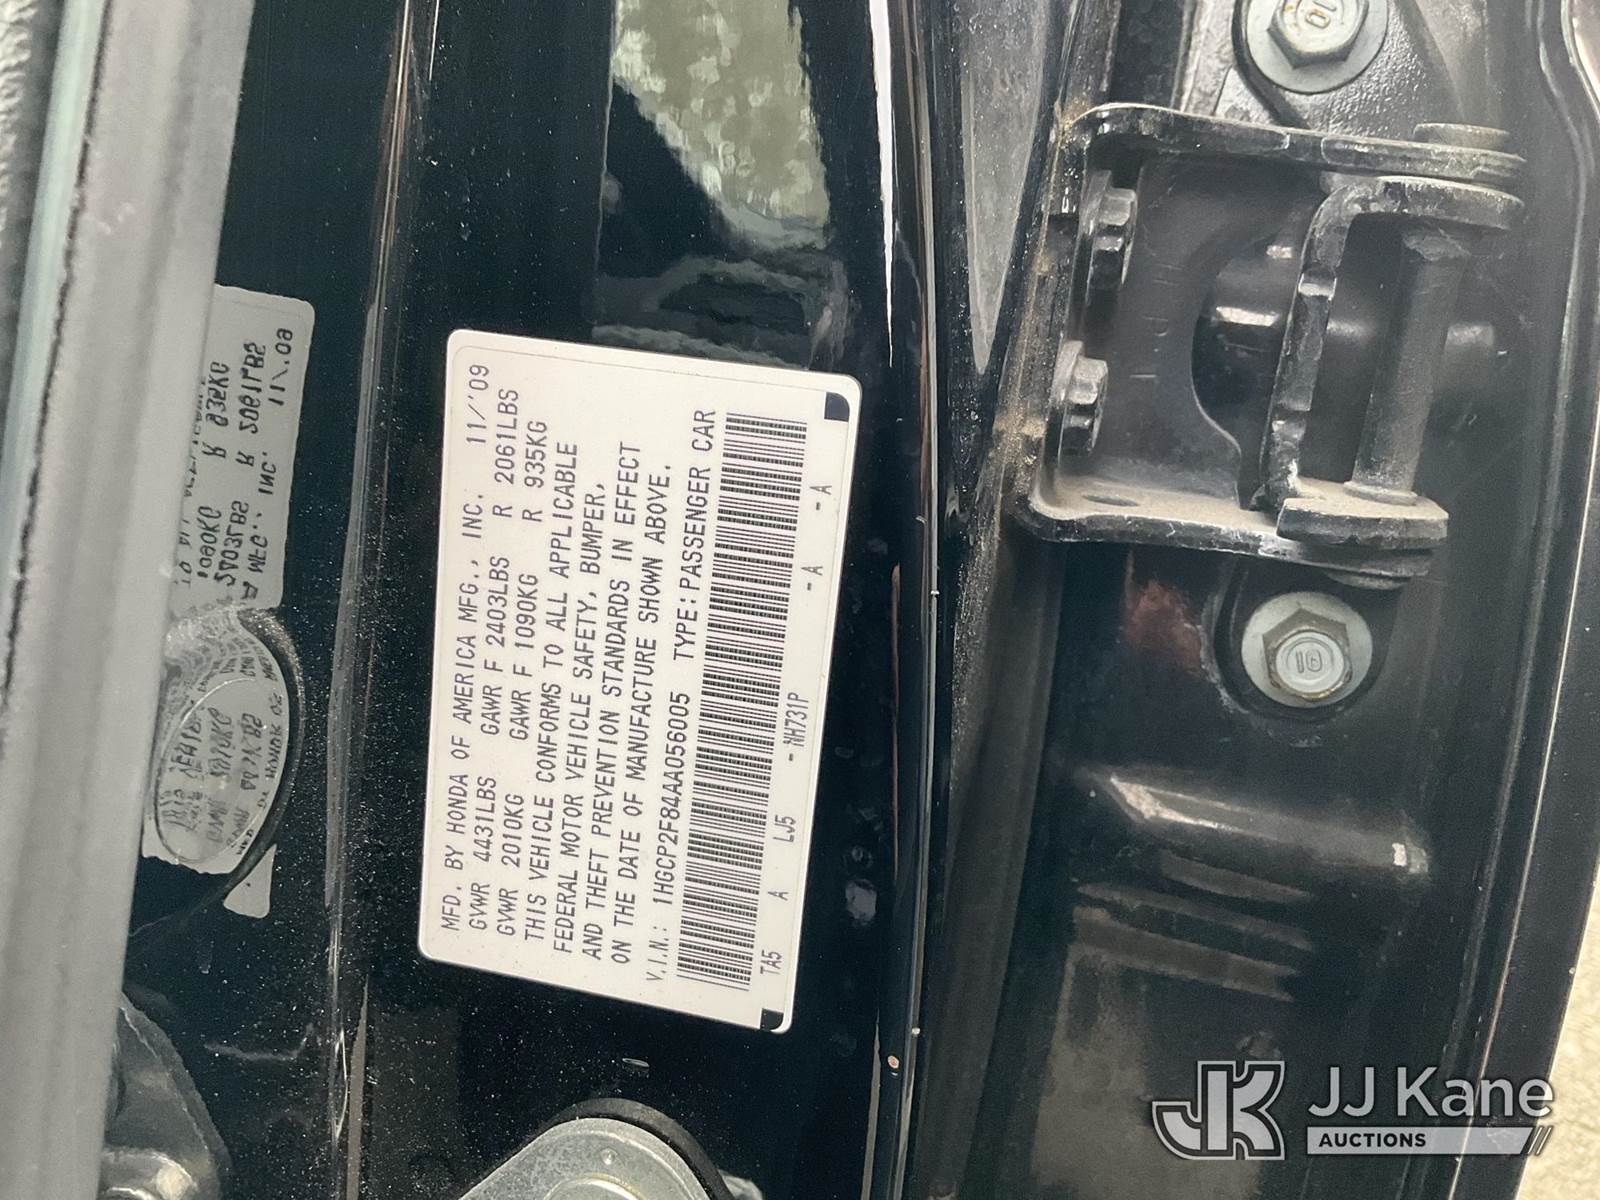 MFD. BY HONDA OF AMERICA MFG., INC. 11/'09
GVWR 4431LBS GAWR F 2403LBS R 2061LBS
GVWR 2010KG GAWR F 1090KG R 935KG
THIS VEHICLE CONFORMS TO ALL APPLICABLE
FEDERAL MOTOR VEHICLE SAFETY, BUMPER,
AND THEFT PREVENTION STANDARDS IN EFFECT
ON THE DATE OF MANUFACTURE SHOWN ABOVE.
V.I.N.: 1HGCP2F84AA056005 TYPE:PASSENGER CAR
TA5 A LJ5 - NH731P - A - A
10
10
JK JJ Kane
AUCTIONS